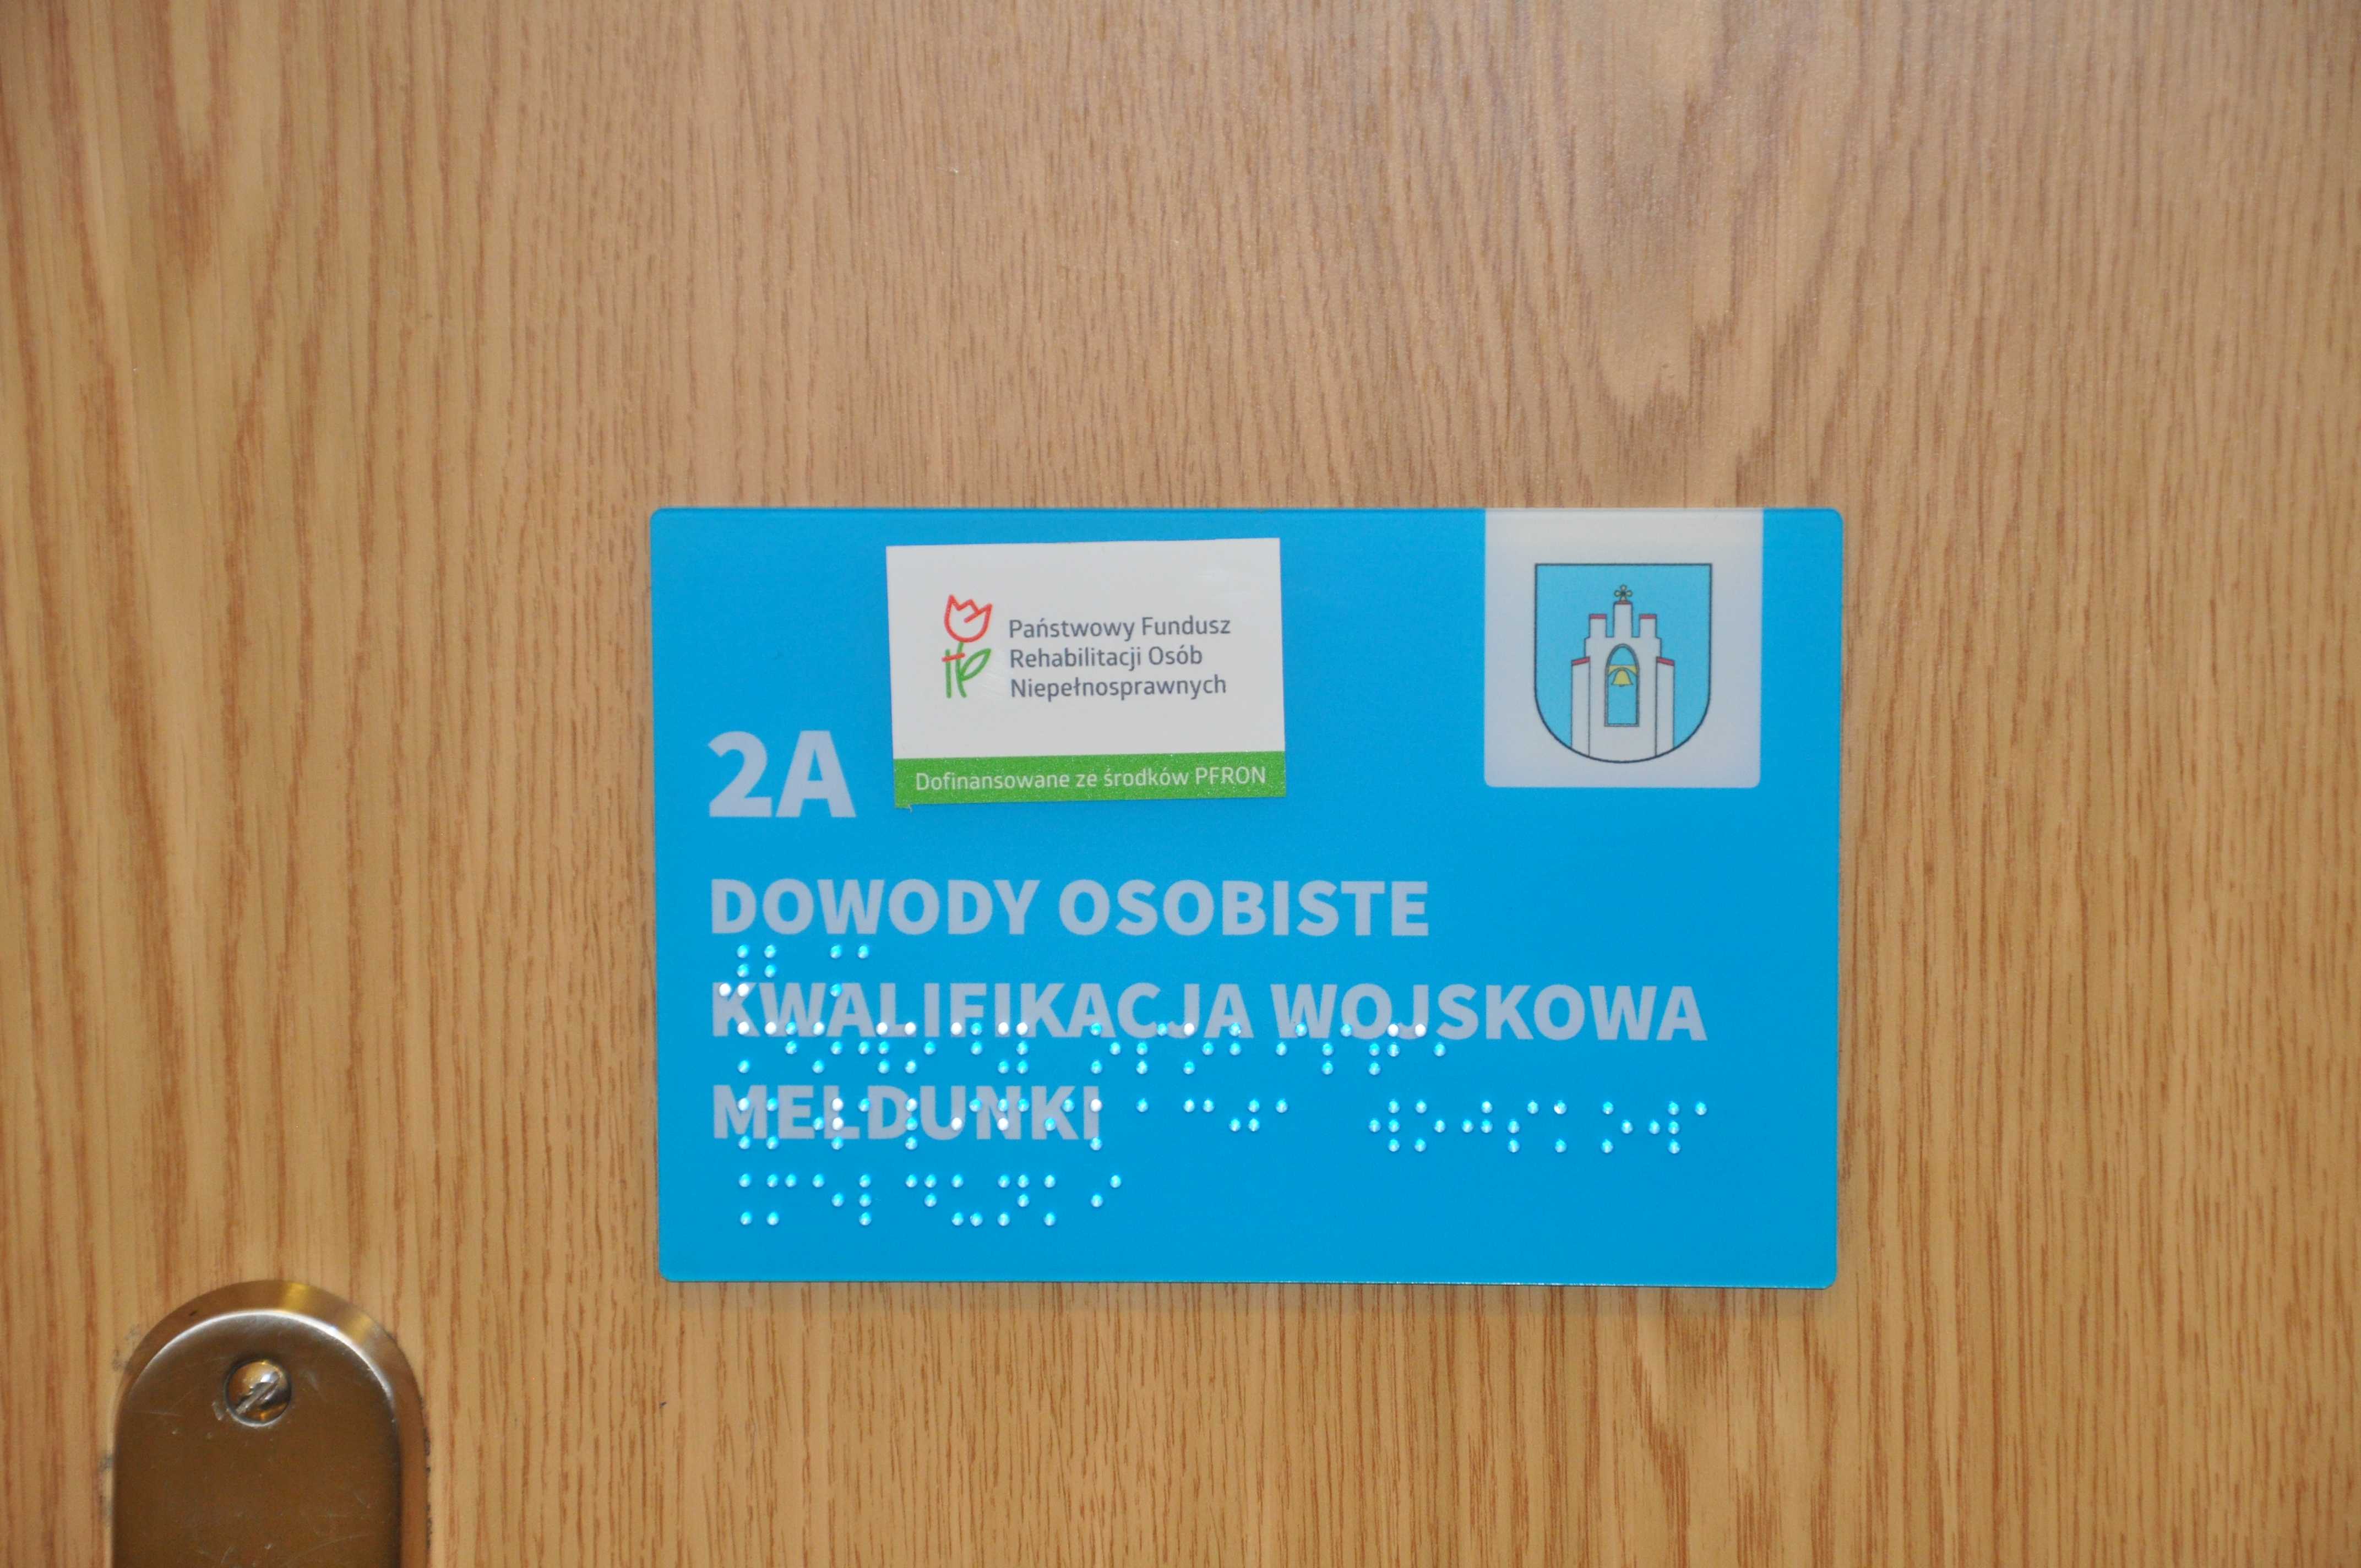 Państwowy Fundusz
Rehabilitacji Osób
Niepełnosprawnych
Dofinansowane ze środków PFRON
2A
DOWODY OSOBISTE
KWALIFIKACJA WOJSKOWA
MELDUNKI